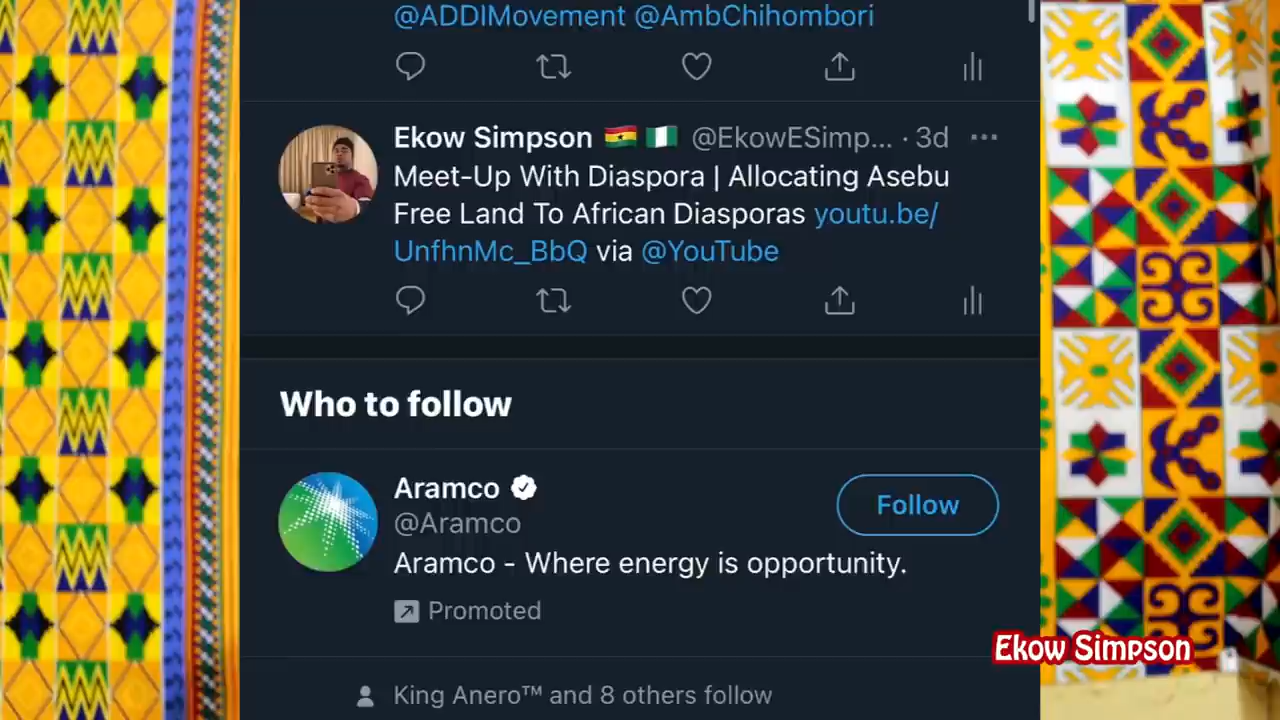 @ADDIMovement @AmbChihombori
Ekow Simpson 🇬🇭 🇳🇬 @EkowESimp... · 3d
Meet-Up With Diaspora | Allocating Asebu
Free Land To African Diasporas youtu.be/
UnfhnMc_BbQ via @YouTube
Who to follow
Aramco
@Aramco
Follow
Aramco - Where energy is opportunity.
Promoted
Ekow Simpson
King Anero™ and 8 others follow